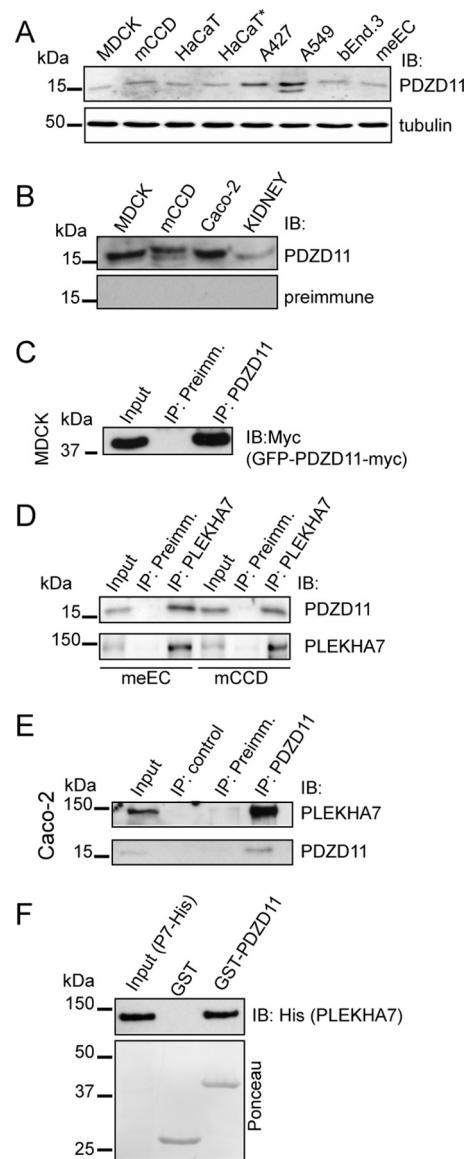 A
MDCK mCCD HaCaT HaCaT* A427 A549 bEnd.3 meEC
kDa IB:
15 PDZD11
50 tubulin
B
MDCK mCCD Caco-2 KIDNEY
kDa IB:
15 PDZD11
15 preimmune
C
Input IP: Preimm. IP: PDZD11
MDCK
kDa
37
IB:Myc
(GFP-PDZD11-myc)
D
Input IP: Preimm. IP: PLEKHA7 Input IP: Preimm. IP: PLEKHA7
kDa IB:
15 PDZD11
150 PLEKHA7
meEC mCCD
E
Input IP: control IP: Preimm. IP: PDZD11
Caco-2
kDa IB:
150 PLEKHA7
15 PDZD11
F
Input (P7-His) GST GST-PDZD11
kDa
150 IB: His (PLEKHA7)
50
37
25
Ponceau